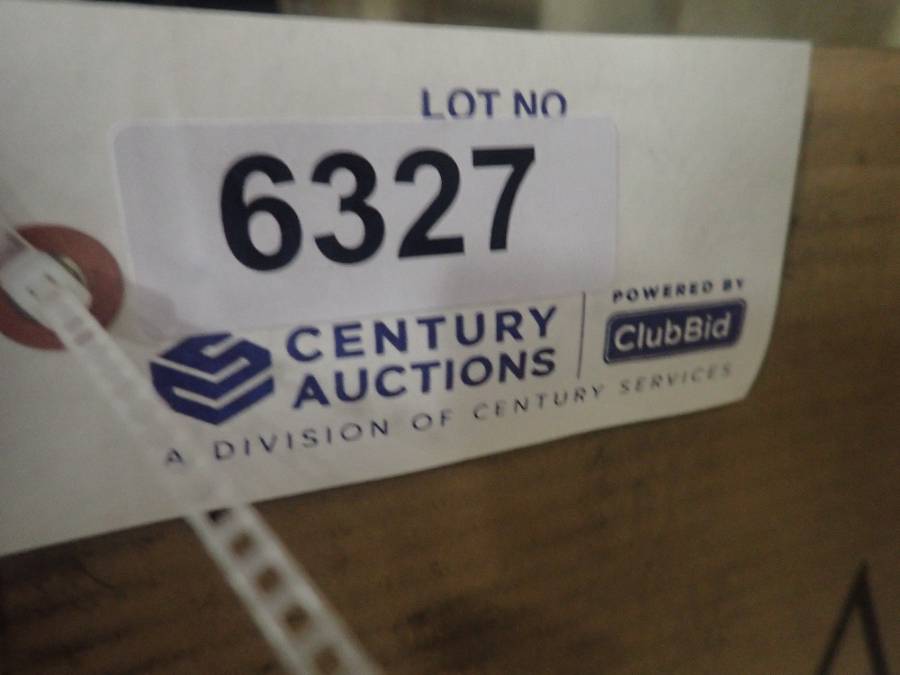 LOT NO
6327
CENTURY
AUCTIONS
POWERED BY
ClubBid
A DIVISION OF CENTURY SERVICES